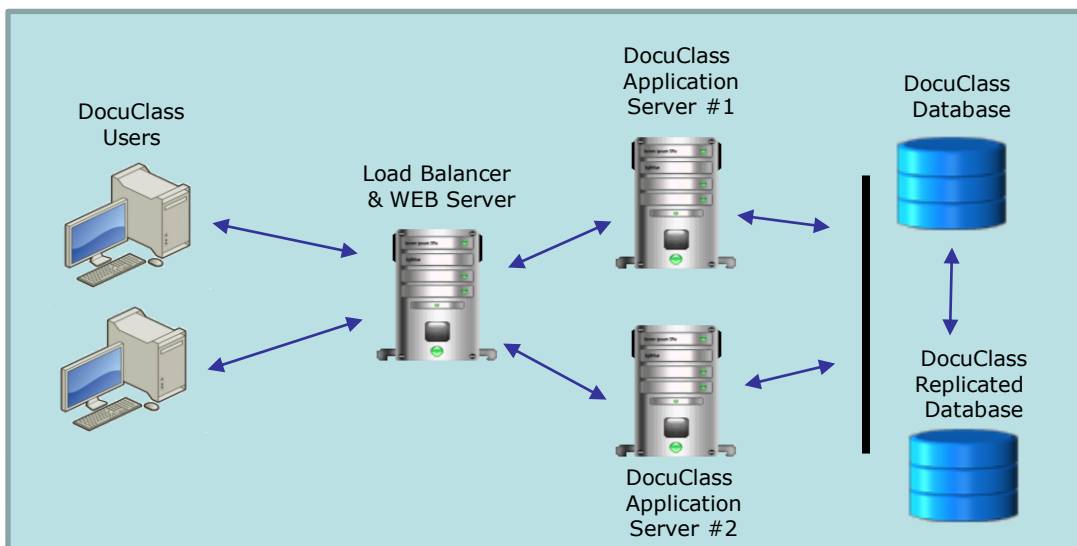 DocuClass
Users
Load Balancer
& WEB Server
DocuClass
Application
Server #1
DocuClass
Application
Server #2
DocuClass
Database
DocuClass
Replicated
Database